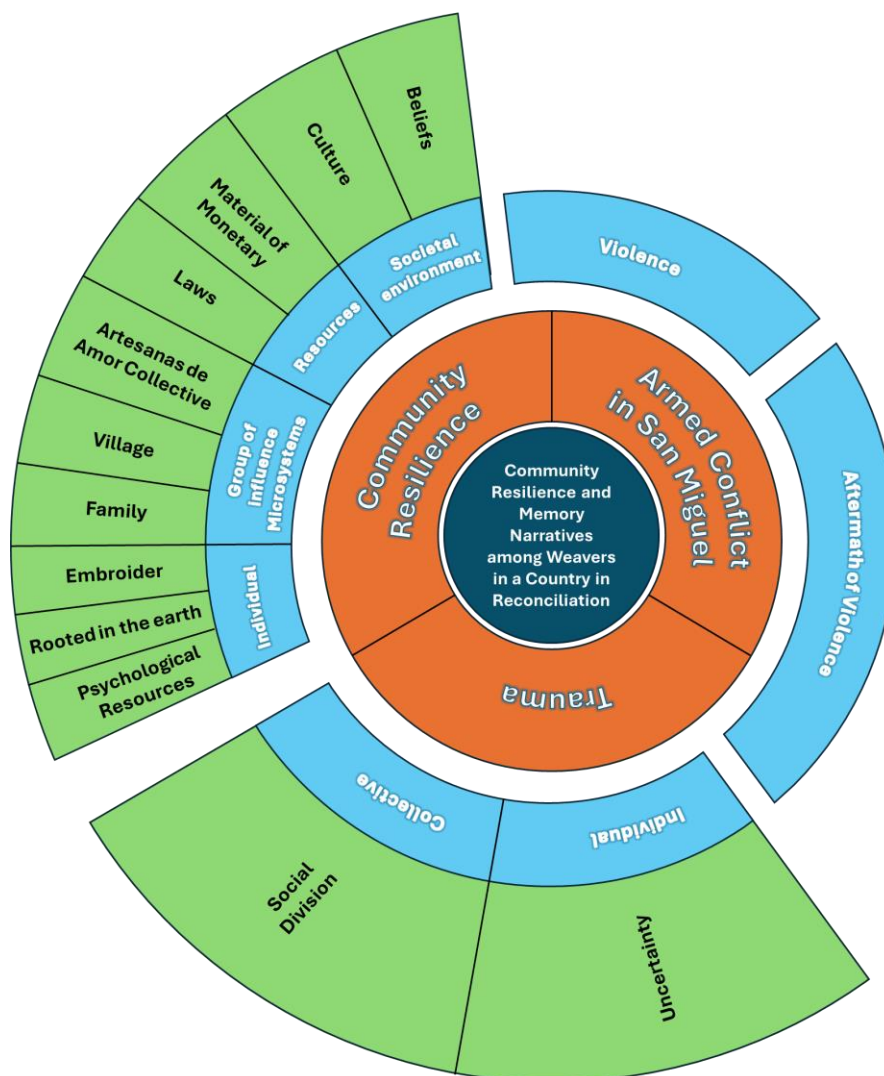 Community
Resilience and
Memory
Narratives
among Weavers
in a Country in
Reconciliation
Community
Resilience
Armed Conflict
in San Miguel
Trauma
Violence
Aftermath of Violence
Individual
Collective
Uncertainty
Social
Division
Individual
Group of
Influence
Microsystems
Resources
Societal
environment
Psychological
Resources
Rooted in the earth
Embroider
Family
Village
Artesanas de
Amor Collective
Laws
Material of
Monetary
Culture
Beliefs